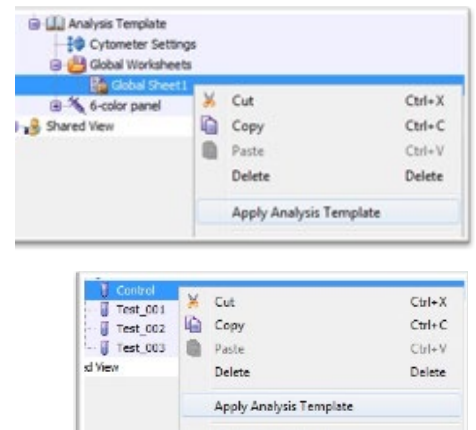 Analysis Template
Cytometer Settings
Global Worksheets
Global Sheet1
6-color panel
Shared View
Cut Ctrl+X
Copy Ctrl+C
Paste Ctrl+V
Delete Delete
Apply Analysis Template
Control
Test_001
Test_002
Test_003
ed View
Cut Ctrl+X
Copy Ctrl+C
Paste Ctrl+V
Delete Delete
Apply Analysis Template